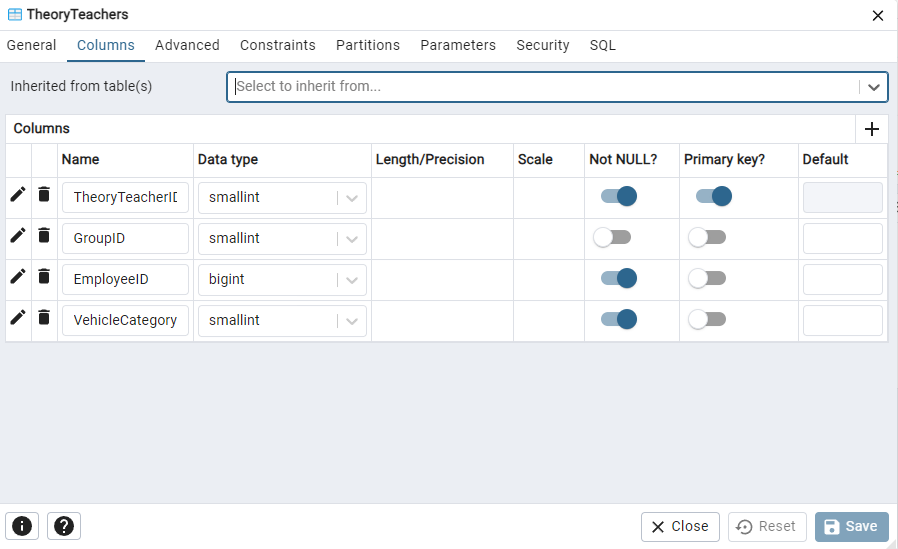 TheoryTeachers
General Columns Advanced Constraints Partitions Parameters Security SQL
Inherited from table(s) Select to inherit from...
Columns
Name Data type Length/Precision Scale Not NULL? Primary key? Default
TheoryTeacherID smallint
GroupID smallint
EmployeeID bigint
VehicleCategory smallint
Close Reset Save